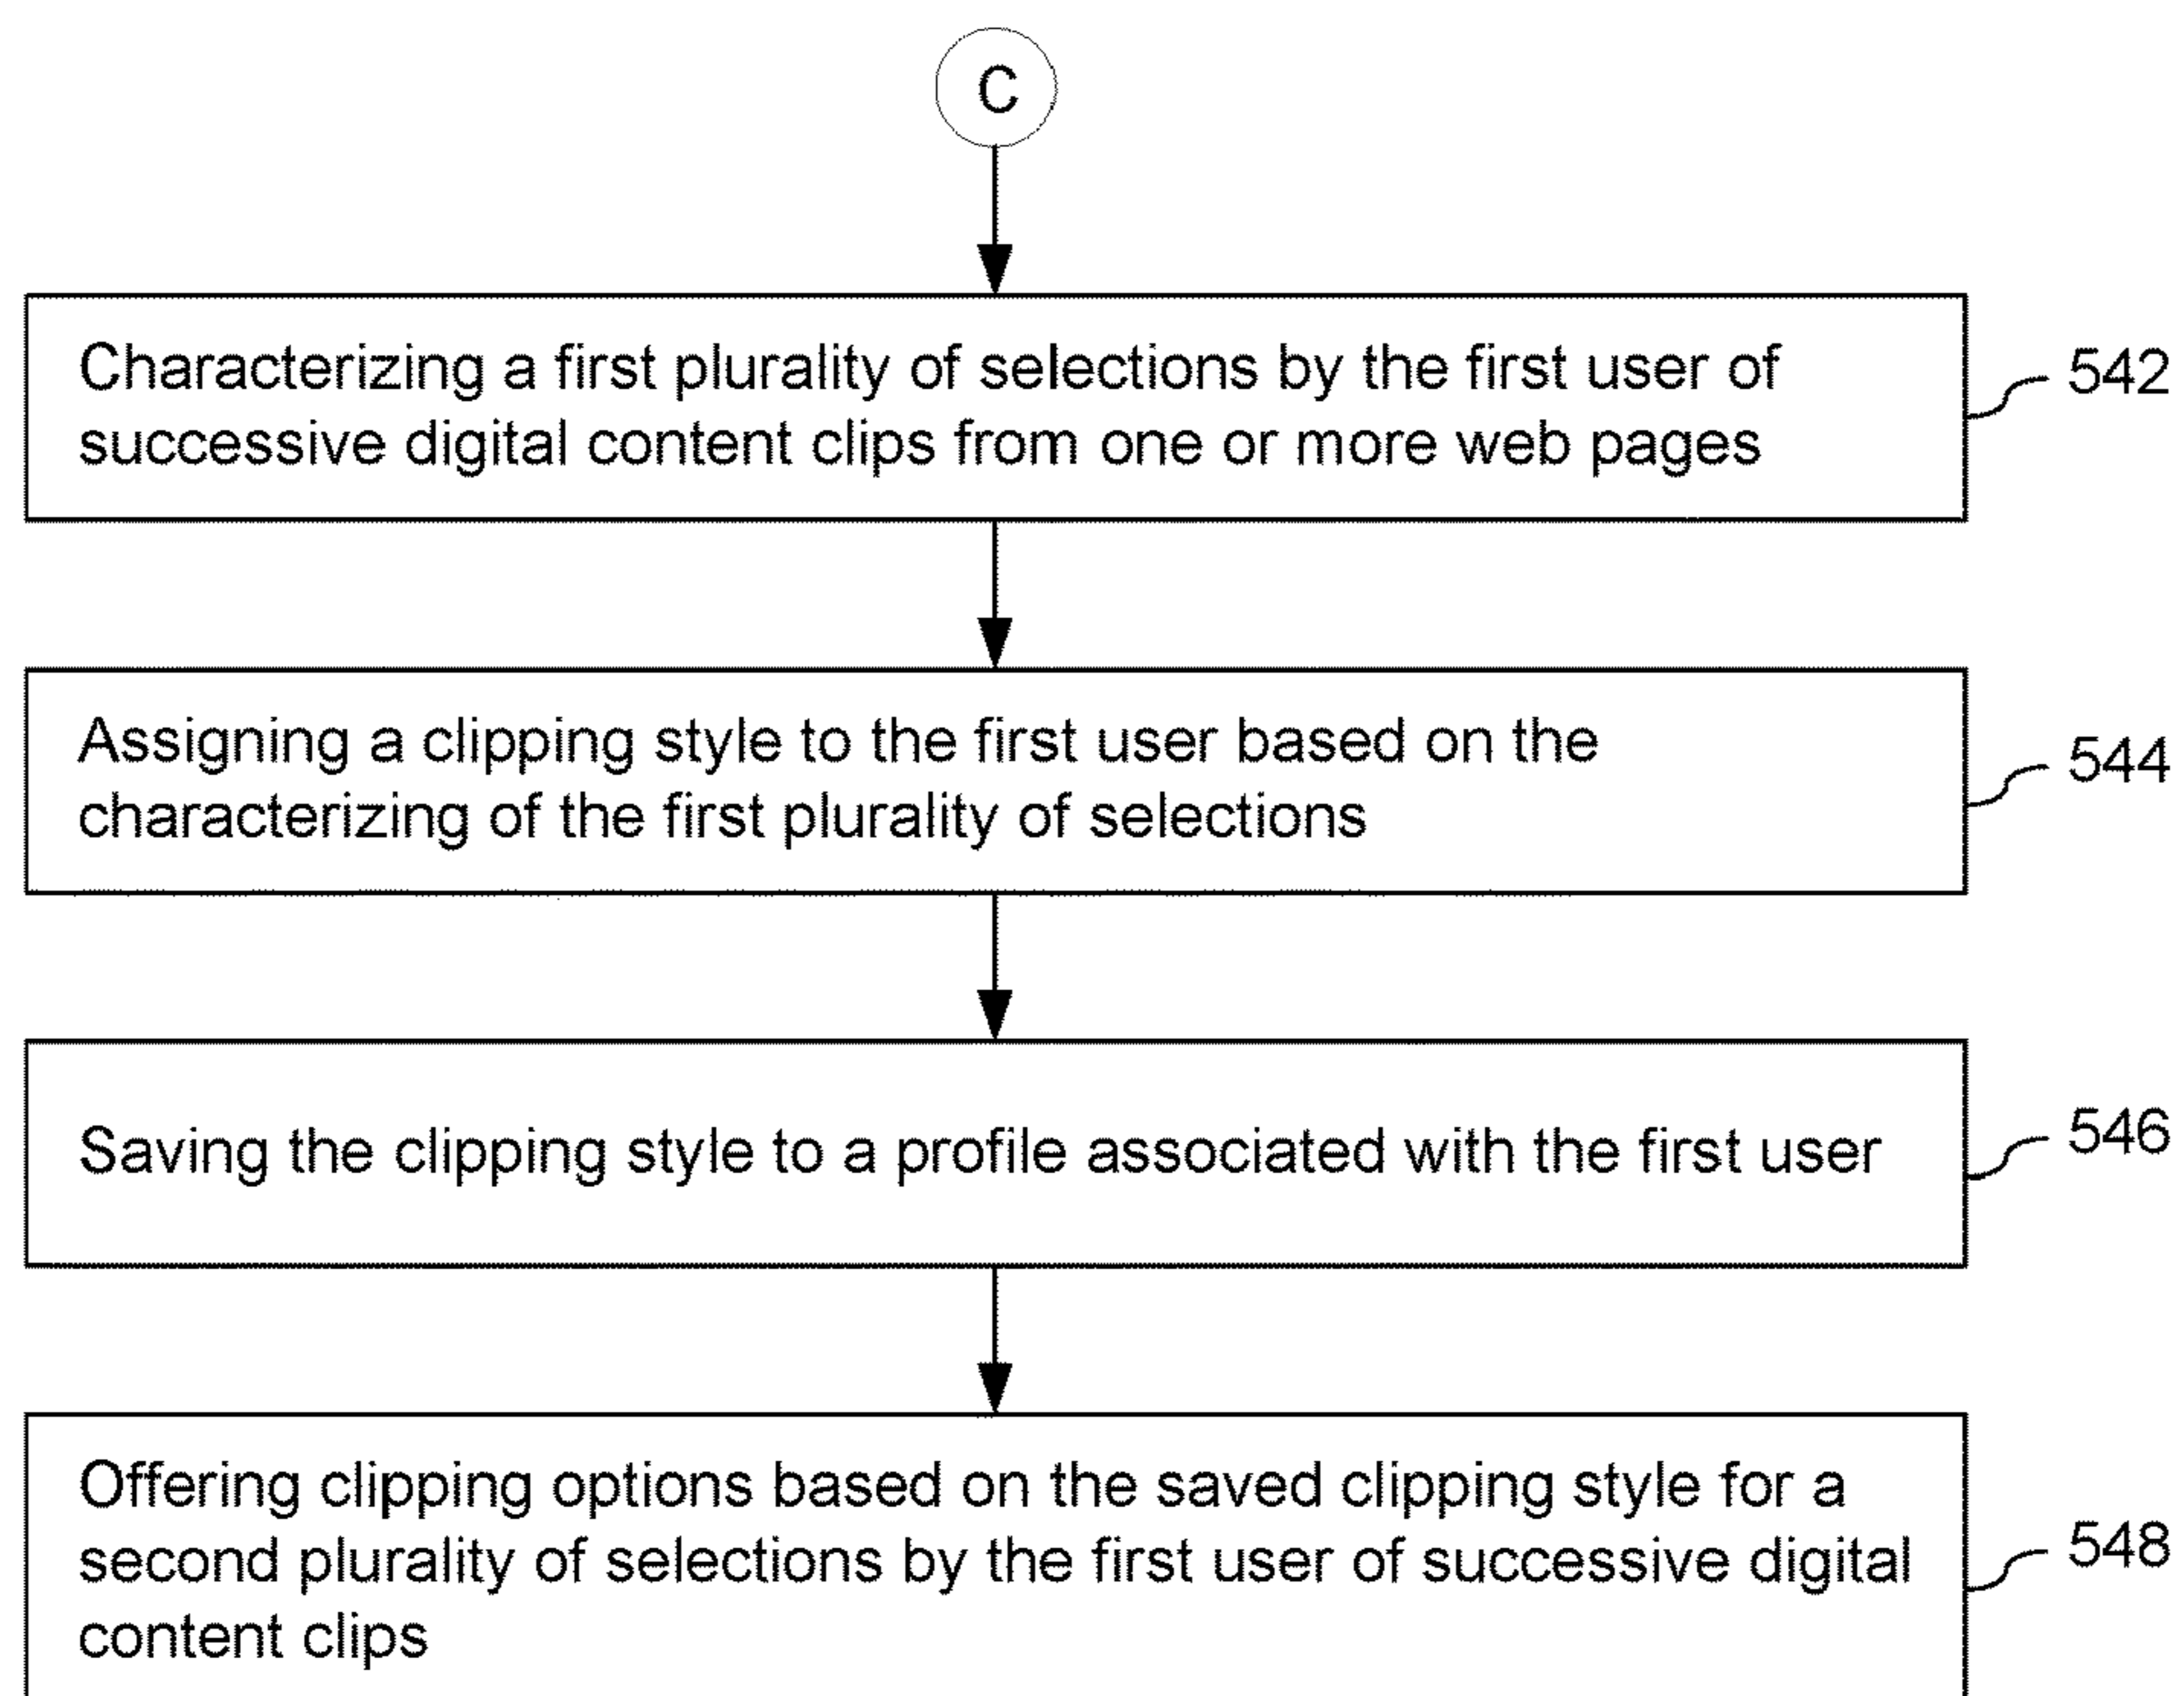 C
Characterizing a first plurality of selections by the first user of
successive digital content clips from one or more web pages
542
Assigning a clipping style to the first user based on the
characterizing of the first plurality of selections
544
Saving the clipping style to a profile associated with the first user
546
Offering clipping options based on the saved clipping style for a
second plurality of selections by the first user of successive digital
content clips
548